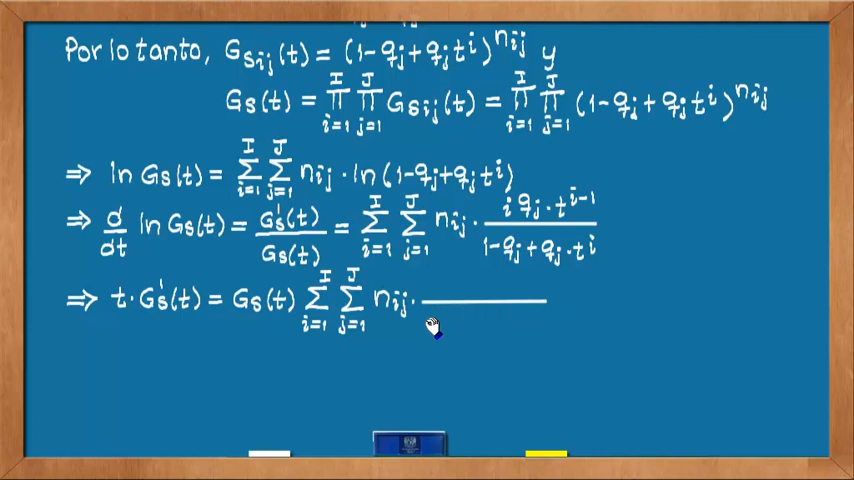 Por lo tanto, G_{S_{ij}}(t) = (1-q_j+q_j t^i)^{n_{ij}} y
G_S(t) = ∏_{i=1}^{I} ∏_{j=1}^{J} G_{S_{ij}}(t) = ∏_{i=1}^{I} ∏_{j=1}^{J} (1-q_j+q_j t^i)^{n_{ij}}
⇒ ln G_S(t) = ∑_{i=1}^{I} ∑_{j=1}^{J} n_{ij} · ln(1-q_j+q_j t^i)
⇒ d/dt ln G_S(t) = G_S'(t)/G_S(t) = ∑_{i=1}^{I} ∑_{j=1}^{J} n_{ij} · (i q_j · t^{i-1})/(1-q_j+q_j · t^i)
⇒ t · G_S'(t) = G_S(t) ∑_{i=1}^{I} ∑_{j=1}^{J} n_{ij} ·